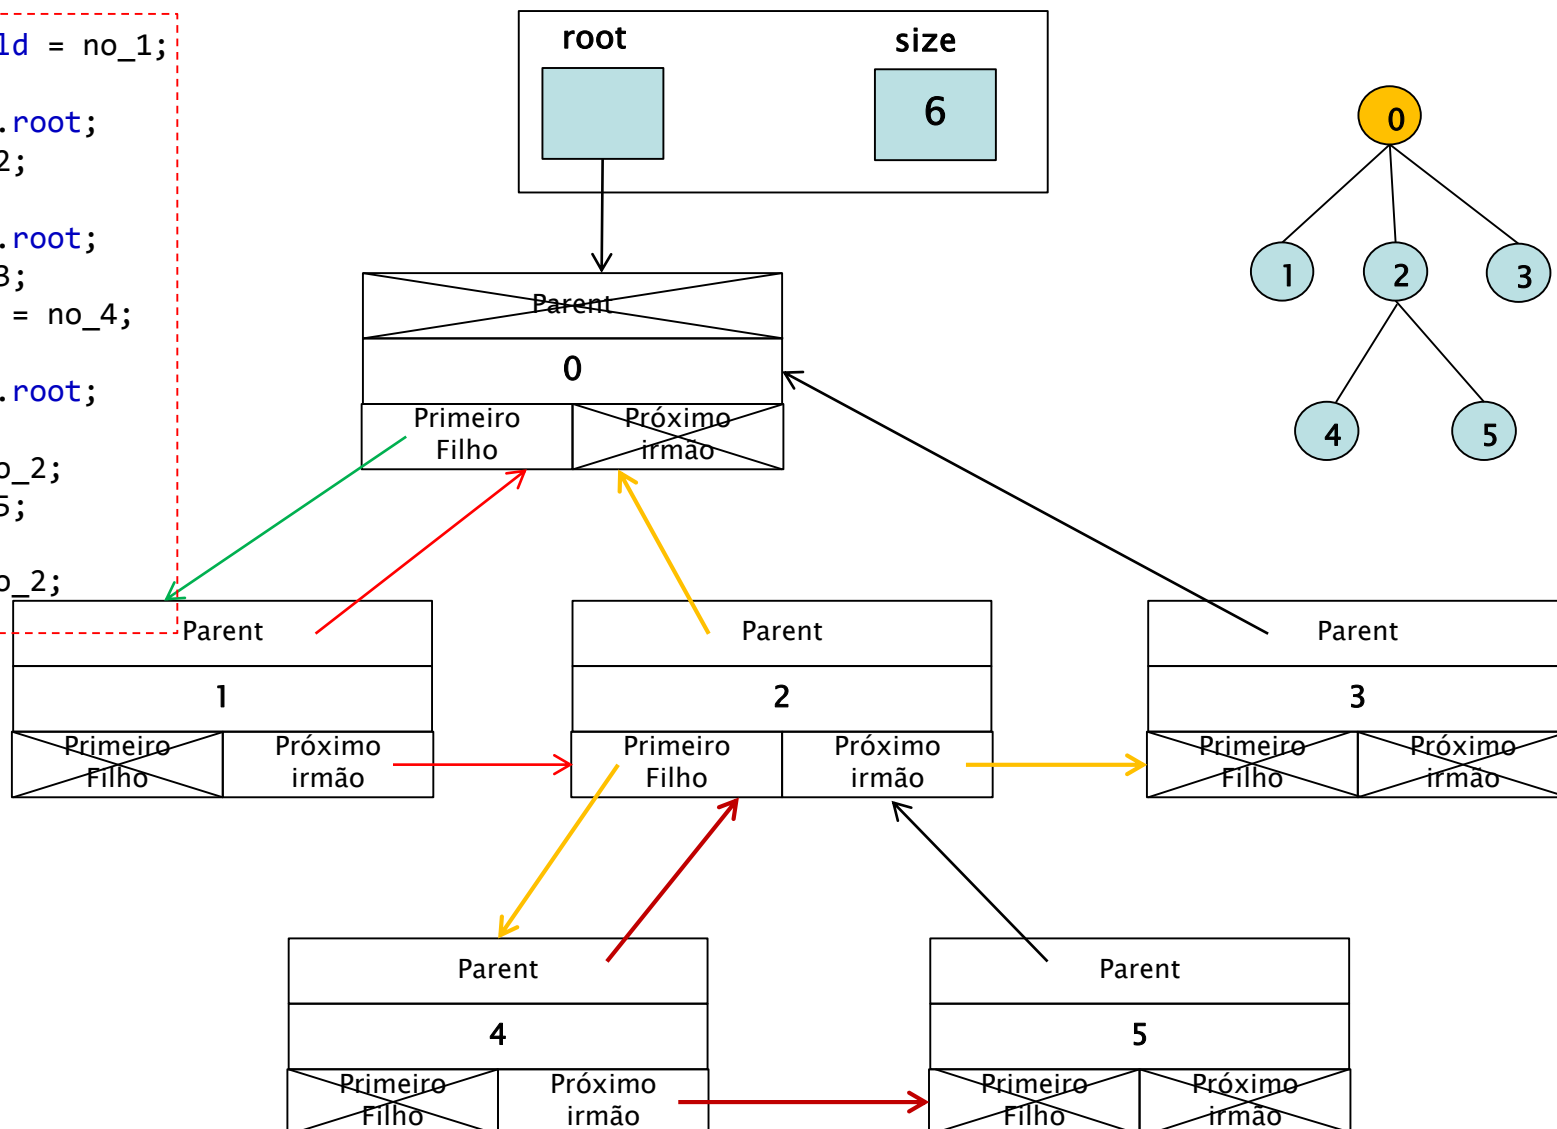 ld = no_1;
.root;
2;
.root;
3;
= no_4;
.root;
o_2;
5;
o_2;
root
size
6
0
1
2
3
4
5
Parent
0
Primeiro
Filho
Próximo
irmão
Parent
1
Primeiro
Filho
Próximo
irmão
Parent
2
Primeiro
Filho
Próximo
irmão
Parent
3
Primeiro
Filho
Próximo
irmão
Parent
4
Primeiro
Filho
Próximo
irmão
Parent
5
Primeiro
Filho
Próximo
irmão